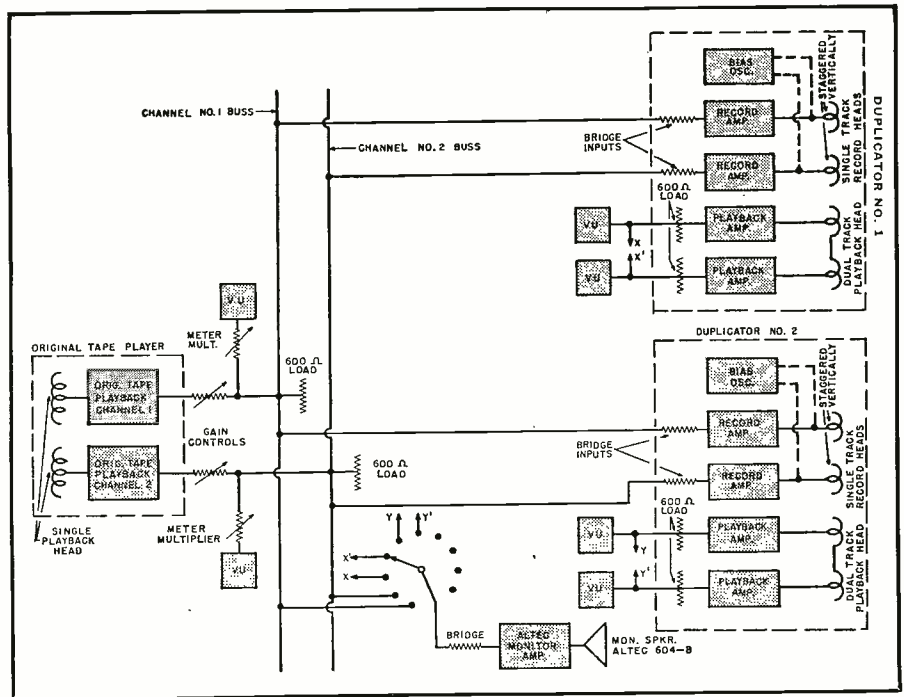 CHANNEL NO. 1 BUSS
CHANNEL NO. 2 BUSS
BRIDGE
INPUTS
BIAS
OSC.
RECORD
AMP.
RECORD
AMP.
STAGGERED
VERTICALLY
SINGLE TRACK
RECORD HEADS
DUPLICATOR NO. 1
600 Ω
LOAD
V.U
X
X'
V.U
PLAYBACK
AMP.
PLAYBACK
AMP.
DUAL TRACK
PLAYBACK HEAD
V.U
METER
MULT.
ORIGINAL TAPE PLAYER
ORIG. TAPE
PLAYBACK
CHANNEL 1
ORIG. TAPE
PLAYBACK
CHANNEL 2
SINGLE
PLAYBACK
HEAD
GAIN
CONTROLS
METER
MULTIPLIER
V.U
600 Ω
LOAD
600 Ω
LOAD
DUPLICATOR NO. 2
BIAS
OSC.
STAGGERED
VERTICALLY
BRIDGE
INPUTS
RECORD
AMP.
RECORD
AMP.
SINGLE TRACK
RECORD HEADS
600 Ω
LOAD
V.U
Y
Y'
V.U
PLAYBACK
AMP.
PLAYBACK
AMP.
DUAL TRACK
PLAYBACK HEAD
Y
Y'
X'
X
BRIDGE
ALTEC
MONITOR
AMP.
MON. SPKR.
ALTEC 604-B